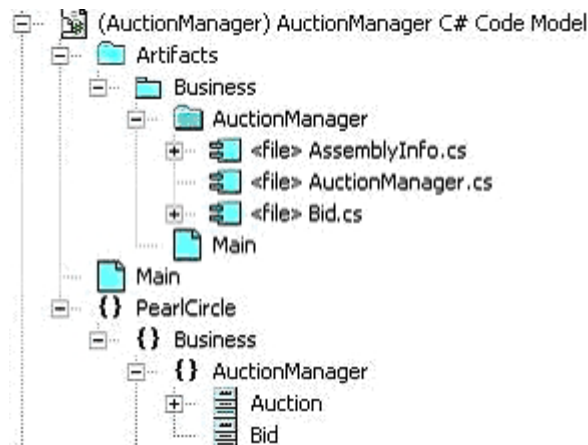 (AuctionManager) AuctionManager C# Code Model
Artifacts
Business
AuctionManager
<file> AssemblyInfo.cs
<file> AuctionManager.cs
<file> Bid.cs
Main
Main
{} PearlCircle
{} Business
{} AuctionManager
Auction
Bid